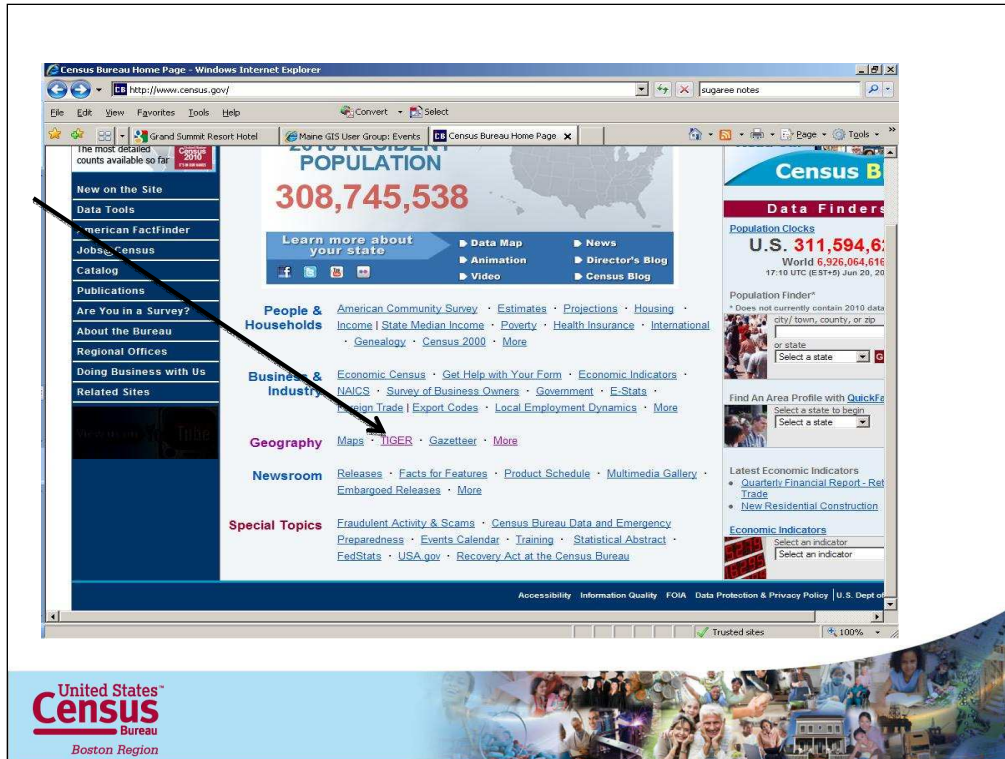 Census Bureau Home Page - Windows Internet Explorer
http://www.census.gov/
sugaree notes
File Edit View Favorites Tools Help
Convert Select
Grand Summit Resort Hotel
Maine GIS User Group: Events
Census Bureau Home Page
Page Tools
The most detailed
counts available so far
Census
2010
New on the Site
Data Tools
American FactFinder
Jobs@Census
Catalog
Publications
Are You in a Survey?
About the Bureau
Regional Offices
Doing Business with Us
Related Sites
2010 RESIDENT
POPULATION
308,745,538
Learn more about
your state
Data Map
Animation
Video
News
Director's Blog
Census Blog
People &
Households
American Community Survey · Estimates · Projections · Housing ·
Income | State Median Income · Poverty · Health Insurance · International
· Genealogy · Census 2000 · More
Business &
Industry
Economic Census · Get Help with Your Form · Economic Indicators ·
NAICS · Survey of Business Owners · Government · E-Stats ·
Foreign Trade | Export Codes · Local Employment Dynamics · More
Geography
Maps · TIGER · Gazetteer · More
Newsroom
Releases · Facts for Features · Product Schedule · Multimedia Gallery ·
Embargoed Releases · More
Special Topics
Fraudulent Activity & Scams · Census Bureau Data and Emergency
Preparedness · Events Calendar · Training · Statistical Abstract ·
FedStats · USA.gov · Recovery Act at the Census Bureau
Census B
Data Finders
Population Clocks
U.S. 311,594,6
World 6,926,064,616
17:10 UTC (EST+5) Jun 20, 20
Population Finder*
* Does not currently contain 2010 data
city/ town, county, or zip
or state
Select a state
G
Find An Area Profile with QuickFa
Select a state to begin
Select a state
Latest Economic Indicators
Quarterly Financial Report - Ret
Trade
New Residential Construction
Economic Indicators
Select an indicator
Select an indicator
Accessibility Information Quality FOIA Data Protection & Privacy Policy | U.S. Dept of
Trusted sites
100%
United States™
Census
Bureau
Boston Region